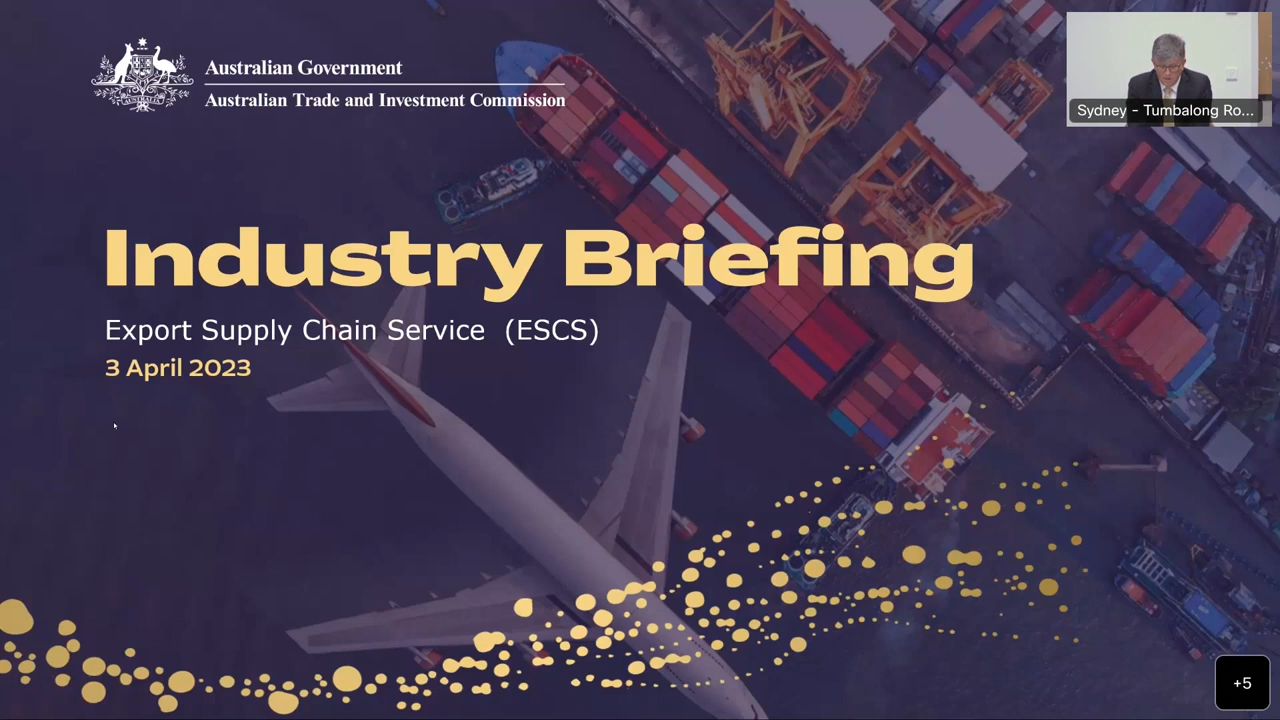 Australian Government
Australian Trade and Investment Commission
Sydney - Tumbalong Ro...
Industry Briefing
Export Supply Chain Service (ESCS)
3 April 2023
+5